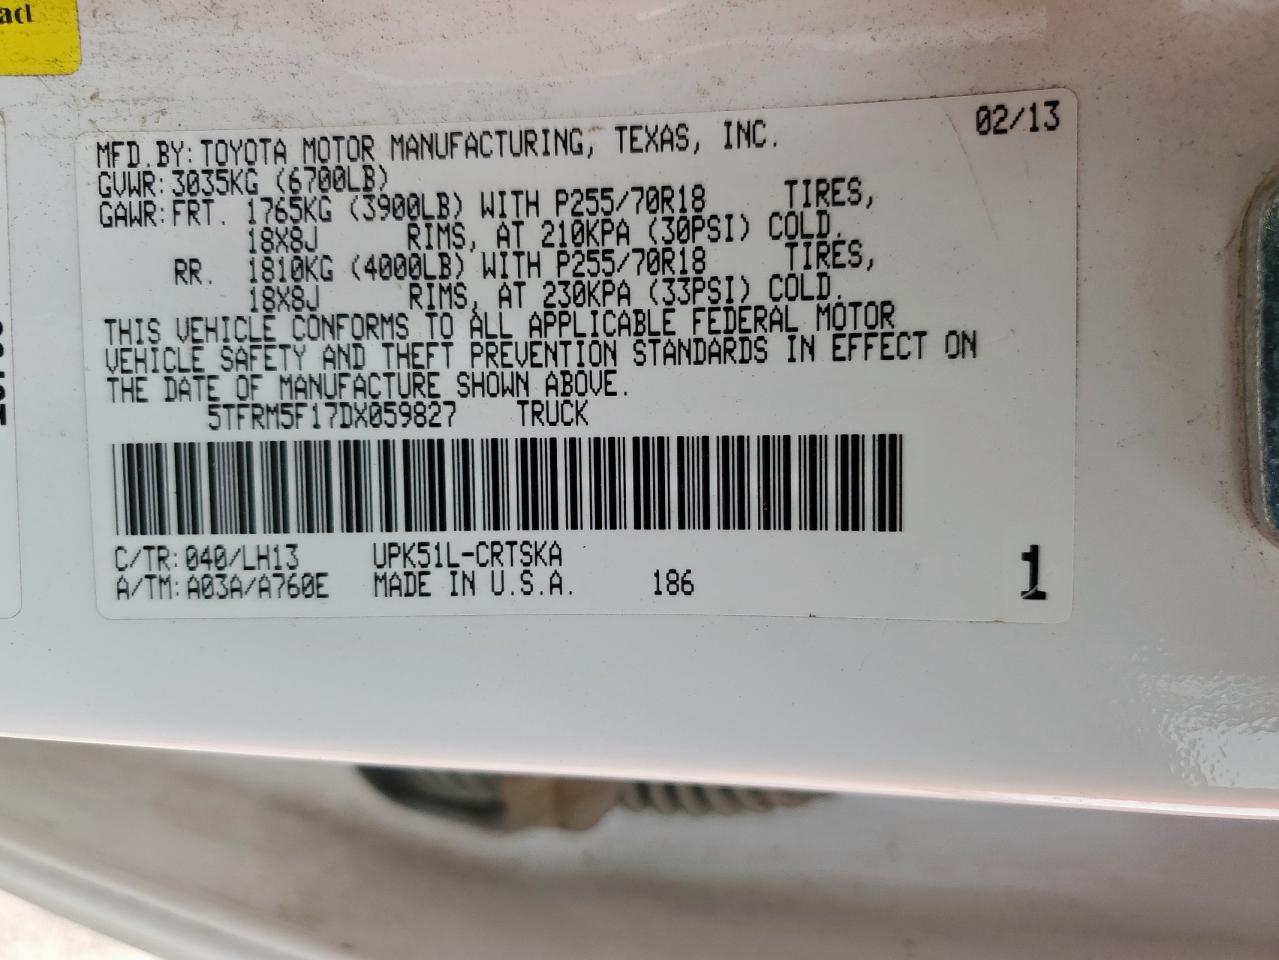 02/13
MFD.BY:TOYOTA MOTOR MANUFACTURING, TEXAS, INC.
GVWR:3035KG (6700LB)
GAWR:FRT. 1765KG (3900LB) WITH P255/70R18 TIRES,
18X8J RIMS, AT 210KPA (30PSI) COLD.
RR. 1810KG (4000LB) WITH P255/70R18 TIRES,
18X8J RIMS, AT 230KPA (33PSI) COLD.
THIS VEHICLE CONFORMS TO ALL APPLICABLE FEDERAL MOTOR
VEHICLE SAFETY AND THEFT PREVENTION STANDARDS IN EFFECT ON
THE DATE OF MANUFACTURE SHOWN ABOVE.
5TFRM5F17DX059827 TRUCK
C/TR:040/LH13 UPK51L-CRTSKA
A/TM:A03A/A760E MADE IN U.S.A. 186 1